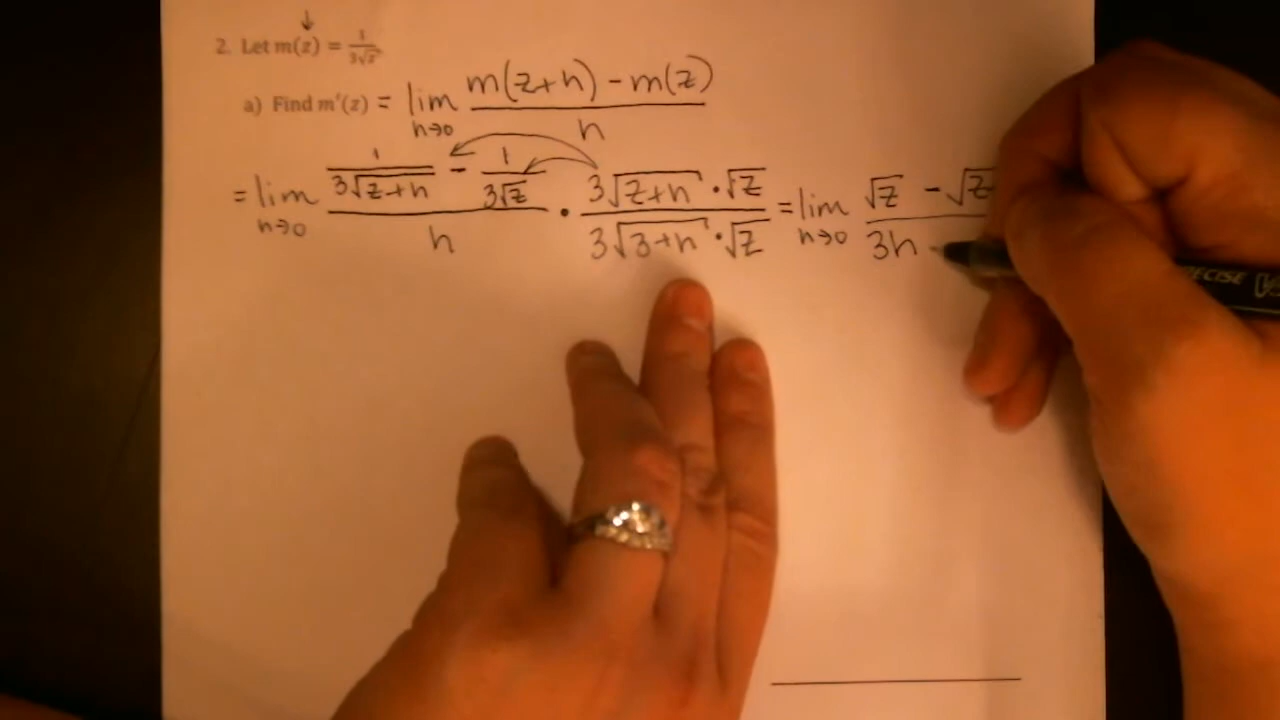 2. Let m(z) = 1/(3√z)
a) Find m'(z) = lim h→0 (m(z+h) - m(z))/h
= lim h→0 (1/(3√(z+h)) - 1/(3√z))/h · (3√(z+h) · √z)/(3√(3+h) · √z) = lim h→0 (√z - √z)/(3h